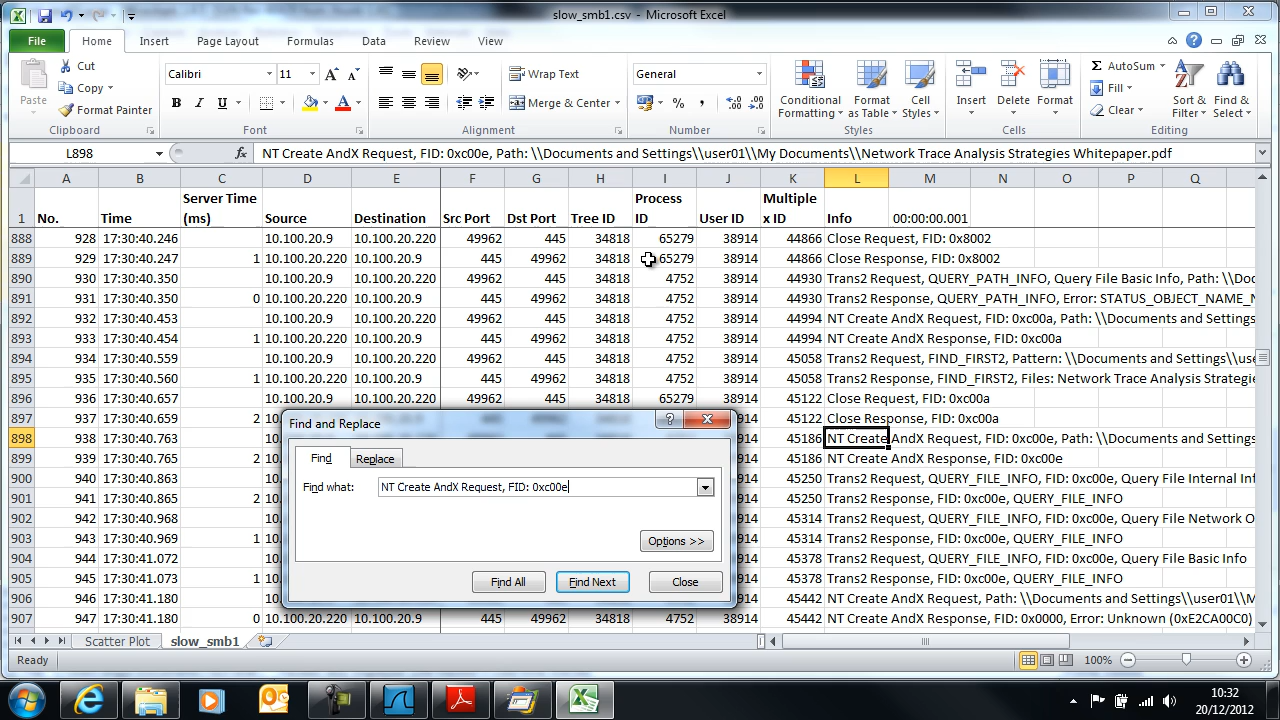 slow_smb1.csv - Microsoft Excel
File Home Insert Page Layout Formulas Data Review View
Paste Cut Copy Format Painter Clipboard
Calibri 11 Font
Wrap Text Merge & Center Alignment
General Number
Conditional Formatting Format as Table Cell Styles Styles
Insert Delete Format Cells
AutoSum Fill Clear Sort & Filter Find & Select Editing
L898 fx NT Create AndX Request, FID: 0xc00e, Path: \\Documents and Settings\\user01\\My Documents\\Network Trace Analysis Strategies Whitepaper.pdf
A B C D E F G H I J K L M N O P Q
1 No. Time Server Time (ms) Source Destination Src Port Dst Port Tree ID Process ID User ID Multiple x ID Info 00:00:00.001
888 928 17:30:40.246 10.100.20.9 10.100.20.220 49962 445 34818 65279 38914 44866 Close Request, FID: 0x8002
889 929 17:30:40.247 1 10.100.20.220 10.100.20.9 445 49962 34818 65279 38914 44866 Close Response, FID: 0x8002
890 930 17:30:40.350 10.100.20.9 10.100.20.220 49962 445 34818 4752 38914 44930 Trans2 Request, QUERY_PATH_INFO, Query File Basic Info, Path: \\Doc
891 931 17:30:40.350 0 10.100.20.220 10.100.20.9 445 49962 34818 4752 38914 44930 Trans2 Response, QUERY_PATH_INFO, Error: STATUS_OBJECT_NAME_N
892 932 17:30:40.453 10.100.20.9 10.100.20.220 49962 445 34818 4752 38914 44994 NT Create AndX Request, FID: 0xc00a, Path: \\Documents and Settings
893 933 17:30:40.454 1 10.100.20.220 10.100.20.9 445 49962 34818 4752 38914 44994 NT Create AndX Response, FID: 0xc00a
894 934 17:30:40.559 10.100.20.9 10.100.20.220 49962 445 34818 4752 38914 45058 Trans2 Request, FIND_FIRST2, Pattern: \\Documents and Settings\\use
895 935 17:30:40.560 1 10.100.20.220 10.100.20.9 445 49962 34818 4752 38914 45058 Trans2 Response, FIND_FIRST2, Files: Network Trace Analysis Strategie
896 936 17:30:40.657 10.100.20.9 10.100.20.220 49962 445 34818 65279 38914 45122 Close Request, FID: 0xc00a
897 937 17:30:40.659 2 10.100.20.220 10.100.20.9 445 49962 34818 65279 38914 45122 Close Response, FID: 0xc00a
898 938 17:30:40.763 45186 NT Create AndX Request, FID: 0xc00e, Path: \\Documents and Settings
899 939 17:30:40.765 2 45186 NT Create AndX Response, FID: 0xc00e
900 940 17:30:40.863 45250 Trans2 Request, QUERY_FILE_INFO, FID: 0xc00e, Query File Internal Inf
901 941 17:30:40.865 2 45250 Trans2 Response, FID: 0xc00e, QUERY_FILE_INFO
902 942 17:30:40.968 45314 Trans2 Request, QUERY_FILE_INFO, FID: 0xc00e, Query File Network O
903 943 17:30:40.969 1 45314 Trans2 Response, FID: 0xc00e, QUERY_FILE_INFO
904 944 17:30:41.072 45378 Trans2 Request, QUERY_FILE_INFO, FID: 0xc00e, Query File Basic Info
905 945 17:30:41.073 1 45378 Trans2 Response, FID: 0xc00e, QUERY_FILE_INFO
906 946 17:30:41.180 45442 NT Create AndX Request, Path: \\Documents and Settings\\user01\\M
907 947 17:30:41.180 0 10.100.20.220 10.100.20.9 445 49962 34818 4752 38914 45442 NT Create AndX Response, FID: 0x0000, Error: Unknown (0xE2CA00C0)
Find and Replace
Find Replace
Find what: NT Create AndX Request, FID: 0xc00e
Options >>
Find All Find Next Close
Scatter Plot slow_smb1
Ready 100%
10:32
20/12/2012